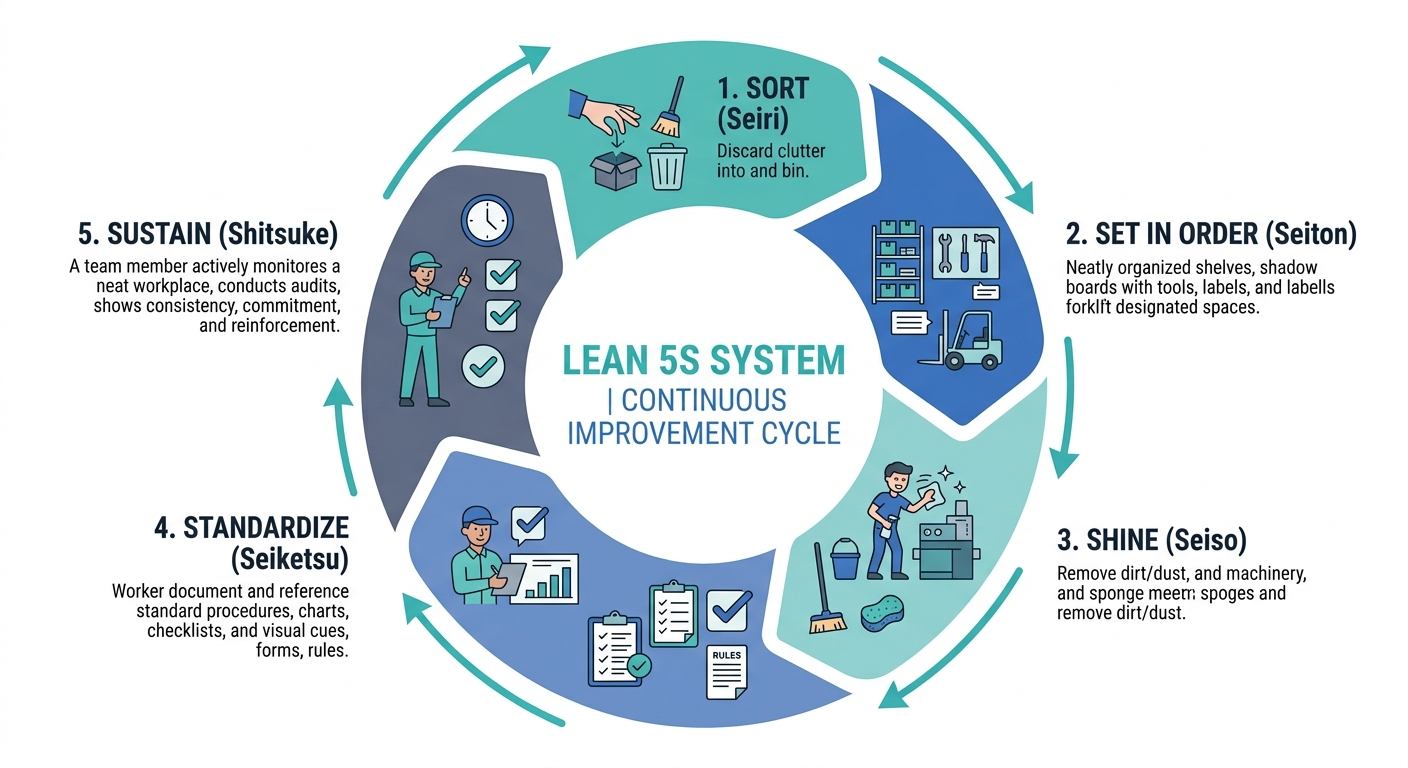 1. SORT
(Seiri)
Discard clutter
into and bin.
2. SET IN ORDER (Seiton)
Neatly organized shelves, shadow
boards with tools, labels, and labells
forklft designated spaces.
3. SHINE (Seiso)
Remove dirt/dust, and machinery,
and sponge meem spoges and
remove dirt/dust.
4. STANDARDIZE
(Seiketsu)
Worker document and reference
standard procedures, charts,
checklists, and visual cues,
forms, rules.
5. SUSTAIN (Shitsuke)
A team member actively monitores a
neat workplace, conducts audits,
shows consistency, commitment,
and reinforcement.
LEAN 5S SYSTEM
| CONTINUOUS
IMPROVEMENT CYCLE
RULES